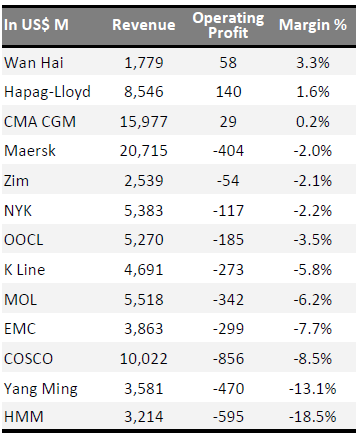 In US$ M Revenue Operating Profit Margin %
Wan Hai 1,779 58 3.3%
Hapag-Lloyd 8,546 140 1.6%
CMA CGM 15,977 29 0.2%
Maersk 20,715 -404 -2.0%
Zim 2,539 -54 -2.1%
NYK 5,383 -117 -2.2%
OOCL 5,270 -185 -3.5%
K Line 4,691 -273 -5.8%
MOL 5,518 -342 -6.2%
EMC 3,863 -299 -7.7%
COSCO 10,022 -856 -8.5%
Yang Ming 3,581 -470 -13.1%
HMM 3,214 -595 -18.5%